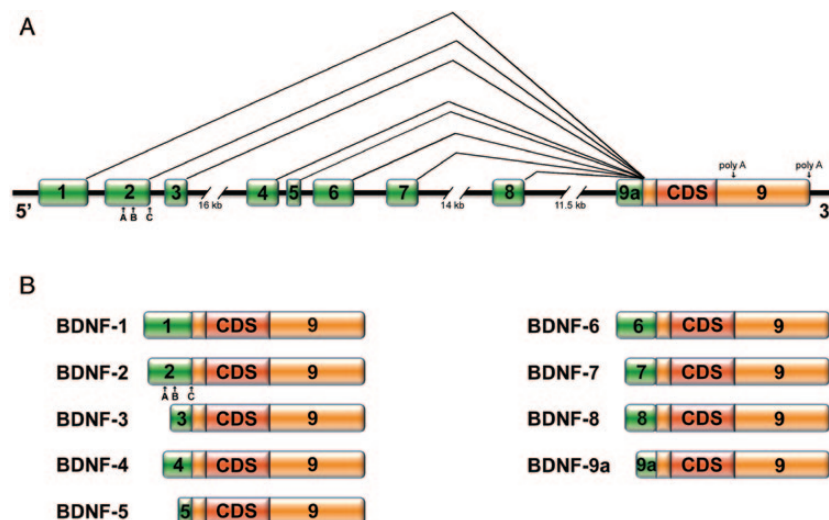 A
poly A poly A
1 2 3 4 5 6 7 8 9a CDS 9
5' A B C 16 kb 14 kb 11.5 kb 3
B
BDNF-1 1 CDS 9
BDNF-2 2 CDS 9
A B C
BDNF-3 3 CDS 9
BDNF-4 4 CDS 9
BDNF-5 5 CDS 9
BDNF-6 6 CDS 9
BDNF-7 7 CDS 9
BDNF-8 8 CDS 9
BDNF-9a 9a CDS 9